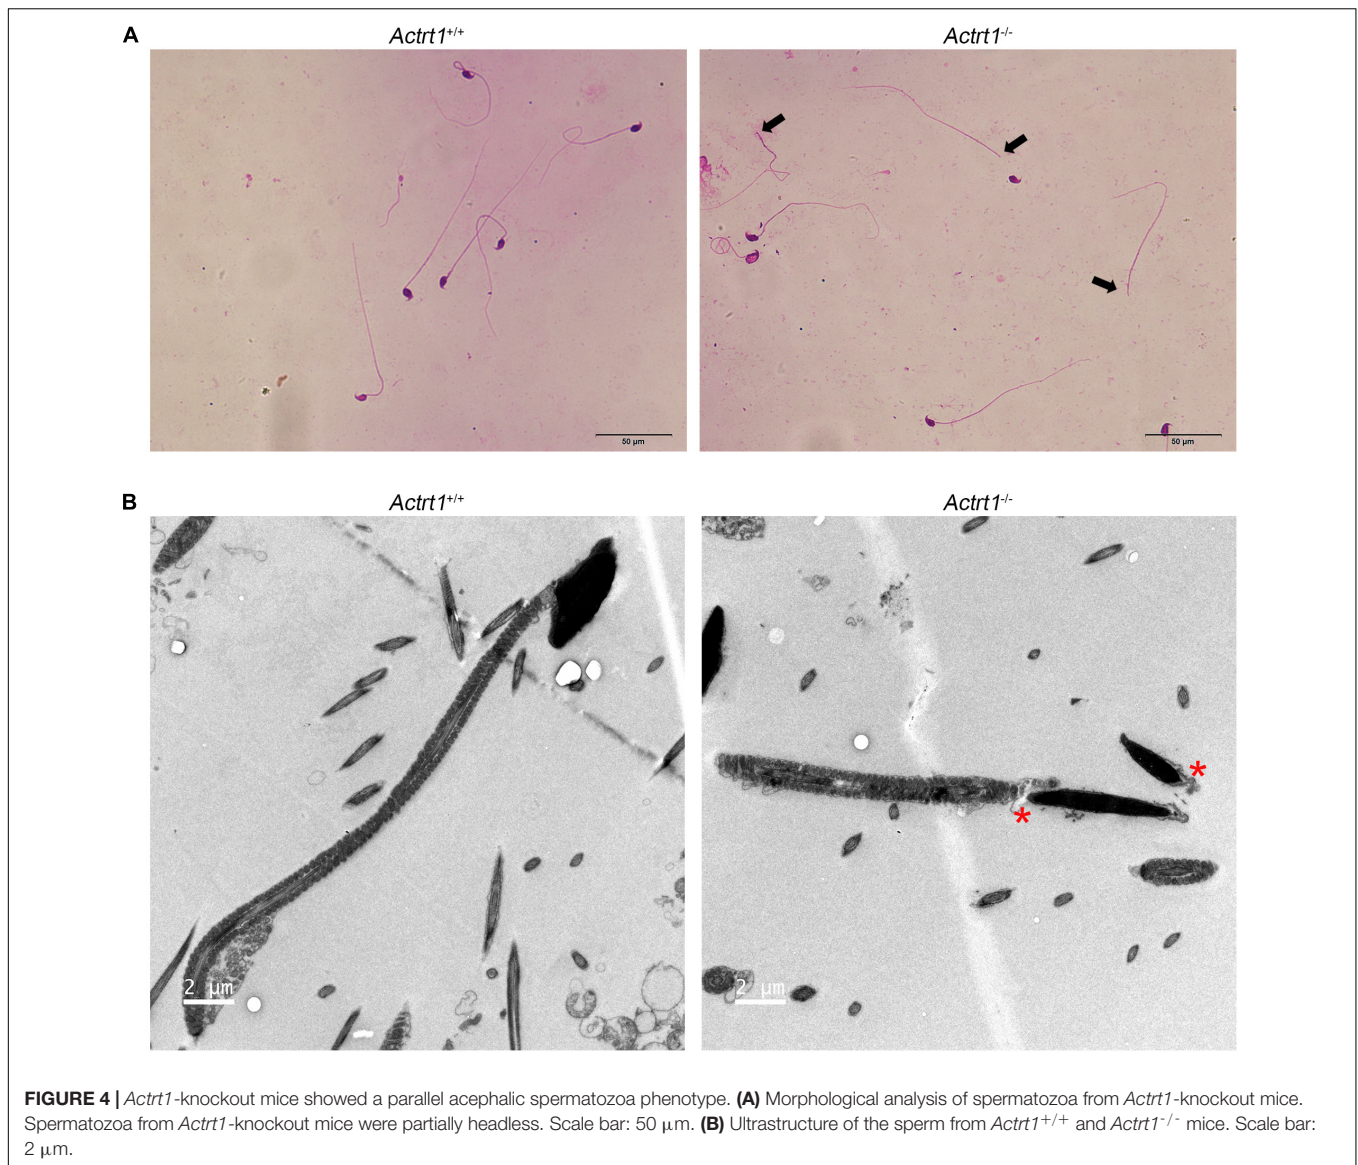 A
Actrt1+/+
Actrt1-/-
50 µm
50 µm
B
Actrt1+/+
Actrt1-/-
*
*
2 µm
2 µm
FIGURE 4 | Actrt1-knockout mice showed a parallel acephalic spermatozoa phenotype. (A) Morphological analysis of spermatozoa from Actrt1-knockout mice.
Spermatozoa from Actrt1-knockout mice were partially headless. Scale bar: 50 µm. (B) Ultrastructure of the sperm from Actrt1+/+ and Actrt1-/- mice. Scale bar:
2 µm.